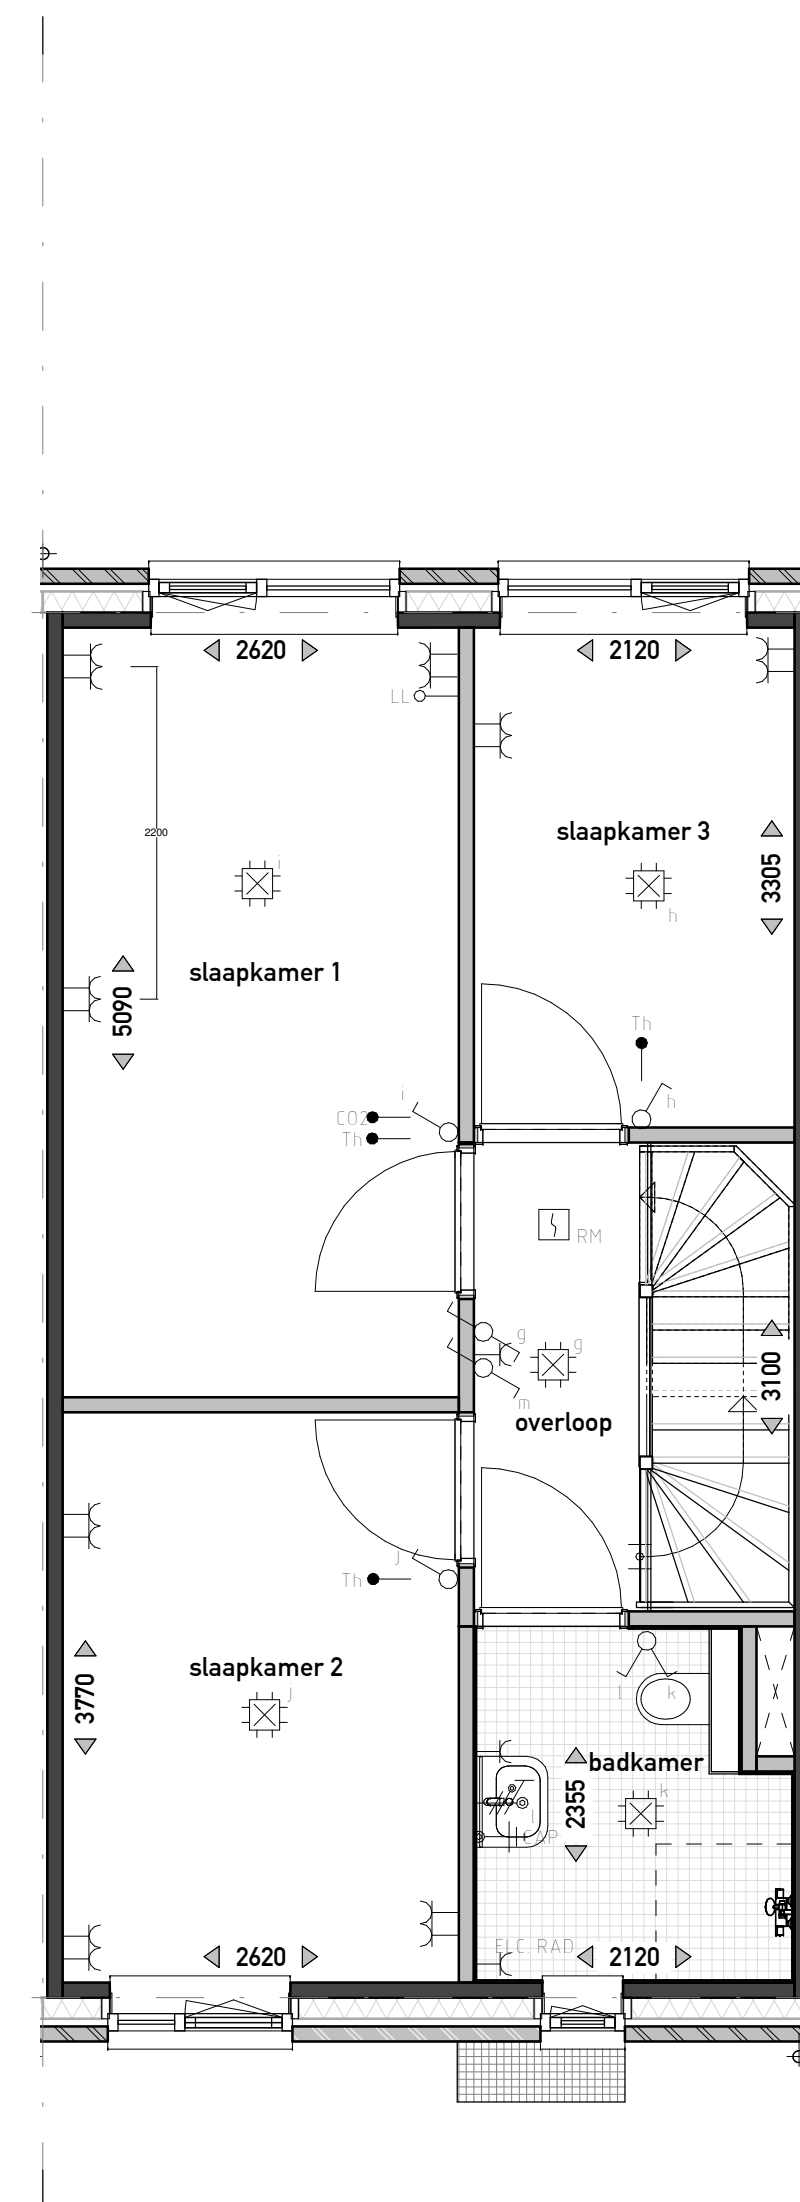 2620
2120
LL
2200
slaapkamer 3
3305
i
h
slaapkamer 1
5090
Th
h
i
CO2
Th
RM
g
g
m
3100
overloop
j
Th
slaapkamer 2
j
3770
l
k
badkamer
k
2355
l
CAP
ELC RAD
2620
2120